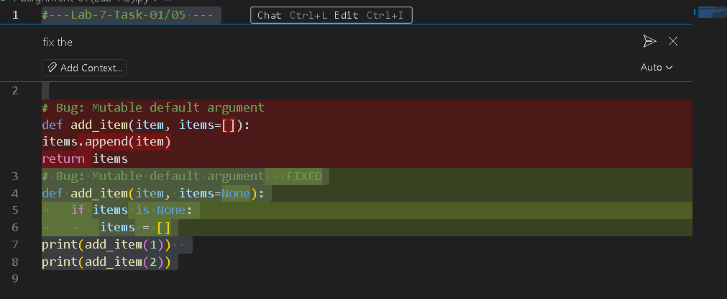 1 #---Lab-7-Task-01/05 ---
Chat Ctrl+L Edit Ctrl+I
fix the
Add Context...
Auto
2
# Bug: Mutable default argument
def add_item(item, items=[]):
items.append(item)
return items
3 # Bug: Mutable default argument - FIXED
4 def add_item(item, items=None):
5 if items is None:
6 items = []
7 print(add_item(1))
8 print(add_item(2))
9